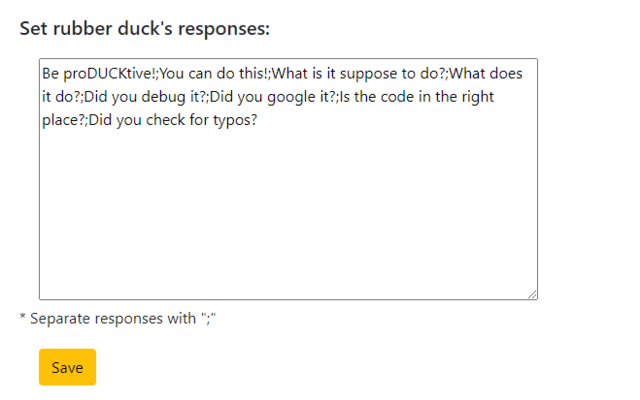 Set rubber duck's responses:
Be proDUCKtive!;You can do this!;What is it suppose to do?;What does
it do?;Did you debug it?;Did you google it?;Is the code in the right
place?;Did you check for typos?
* Separate responses with ";"
Save